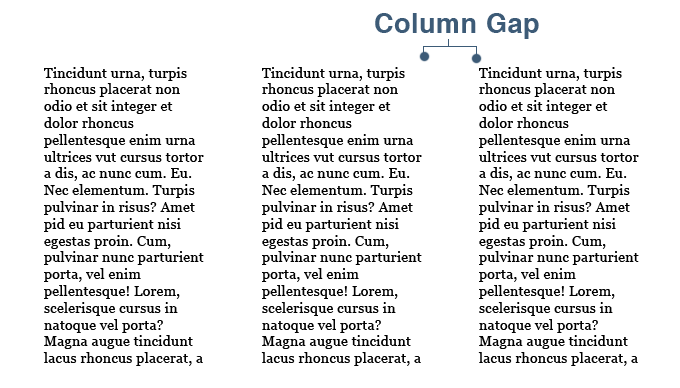 Column Gap
Tincidunt urna, turpis
rhoncus placerat non
odio et sit integer et
dolor rhoncus
pellentesque enim urna
ultrices vut cursus tortor
a dis, ac nunc cum. Eu.
Nec elementum. Turpis
pulvinar in risus? Amet
pid eu parturient nisi
egestas proin. Cum,
pulvinar nunc parturient
porta, vel enim
pellentesque! Lorem,
scelerisque cursus in
natoque vel porta?
Magna augue tincidunt
lacus rhoncus placerat, a
Tincidunt urna, turpis
rhoncus placerat non
odio et sit integer et
dolor rhoncus
pellentesque enim urna
ultrices vut cursus tortor
a dis, ac nunc cum. Eu.
Nec elementum. Turpis
pulvinar in risus? Amet
pid eu parturient nisi
egestas proin. Cum,
pulvinar nunc parturient
porta, vel enim
pellentesque! Lorem,
scelerisque cursus in
natoque vel porta?
Magna augue tincidunt
lacus rhoncus placerat, a
Tincidunt urna, turpis
rhoncus placerat non
odio et sit integer et
dolor rhoncus
pellentesque enim urna
ultrices vut cursus tortor
a dis, ac nunc cum. Eu.
Nec elementum. Turpis
pulvinar in risus? Amet
pid eu parturient nisi
egestas proin. Cum,
pulvinar nunc parturient
porta, vel enim
pellentesque! Lorem,
scelerisque cursus in
natoque vel porta?
Magna augue tincidunt
lacus rhoncus placerat, a